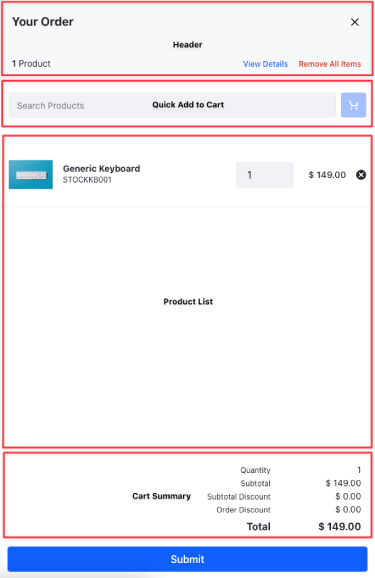 Your Order
Header
1 Product View Details Remove All Items
Search Products Quick Add to Cart
Generic Keyboard
STOCKKB001
1 $ 149.00
Product List
Quantity 1
Subtotal $ 149.00
Cart Summary Subtotal Discount $ 0.00
Order Discount $ 0.00
Total $ 149.00
Submit